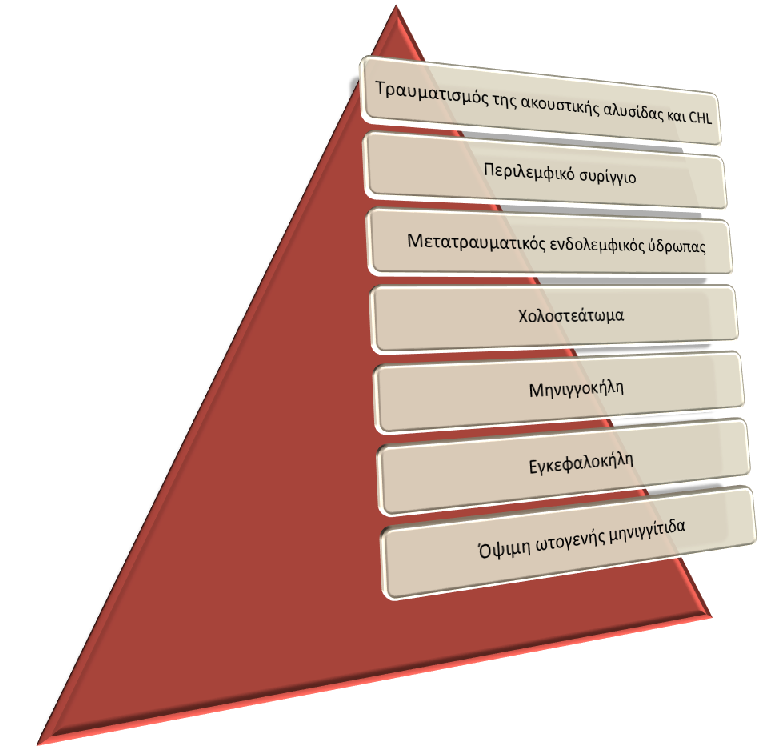 Τραυματισμός της ακουστικής αλυσίδας και CHL
Περιλεμφικό συρίγγιο
Μετατραυματικός ενδολεμφικός ύδρωπας
Χολοστεάτωμα
Μηνιγγοκήλη
Εγκεφαλοκήλη
Όψιμη ωτογενής μηνιγγίτιδα